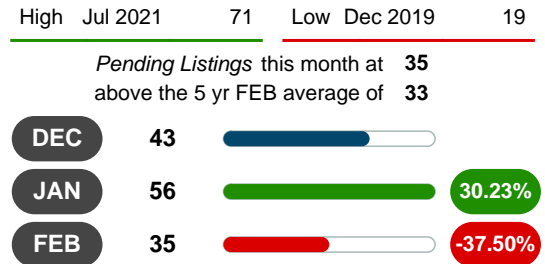 High Jul 2021 71 Low Dec 2019 19
Pending Listings this month at 35
above the 5 yr FEB average of 33
DEC 43
JAN 56 30.23%
FEB 35 -37.50%